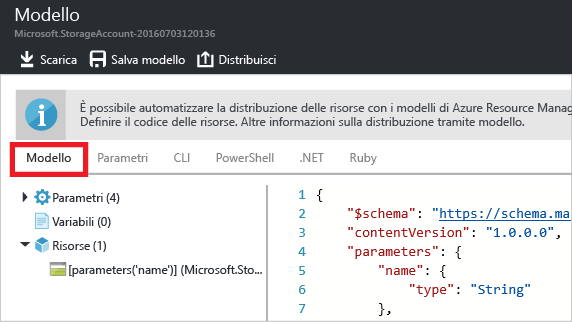 Modello
Microsoft.StorageAccount-20160703120136
Scarica Salva modello Distribuisci
È possibile automatizzare la distribuzione delle risorse con i modelli di Azure Resource
Definire il codice delle risorse. Altre informazioni sulla distribuzione tramite modello.
Modello Parametri CLI PowerShell .NET Ruby
Parametri (4)
Variabili (0)
Risorse (1)
[parameters('name')] (Microsoft.Sto...
1 {
2 "$schema": "https://schema.ma
3 "contentVersion": "1.0.0.0",
4 "parameters": {
5 "name": {
6 "type": "String"
7 },